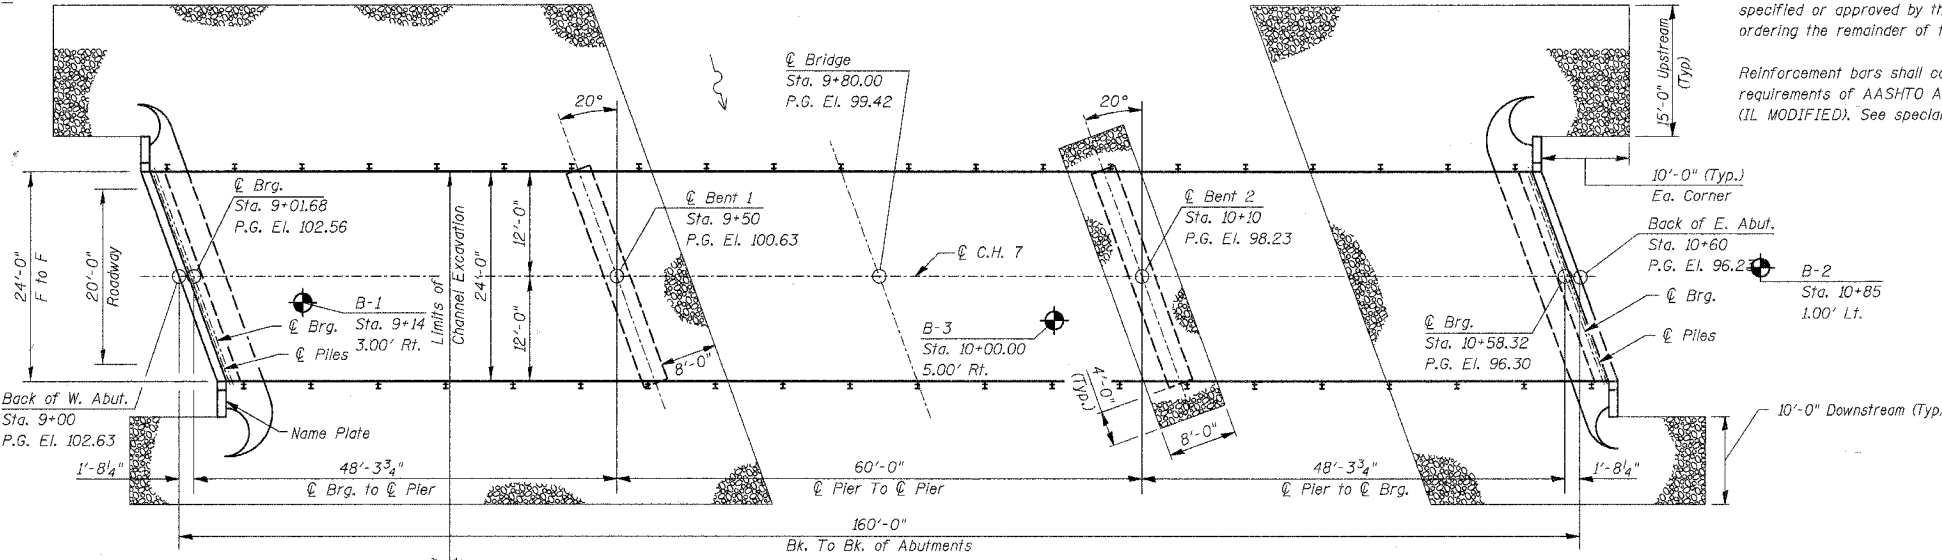 specified or approved by th
ordering the remainder of t
Reinforcement bars shall co
requirements of AASHTO A
(IL MODIFIED). See special
15'-0" Upstream
(Typ)
℄ Bridge
Sta. 9+80.00
P.G. El. 99.42
20°
20°
10'-0" (Typ.)
Ea. Corner
℄ Brg.
Sta. 9+01.68
P.G. El. 102.56
℄ Bent 1
Sta. 9+50
P.G. El. 100.63
℄ Bent 2
Sta. 10+10
P.G. El. 98.23
Back of E. Abut.
Sta. 10+60
P.G. El. 96.23
24'-0"
F to F
20'-0"
Roadway
Limits of
Channel Excavation
24'-0"
12'-0"
12'-0"
℄ C.H. 7
B-1
Sta. 9+14
3.00' Rt.
℄ Brg.
℄ Piles
B-3
Sta. 10+00.00
5.00' Rt.
℄ Brg.
Sta. 10+58.32
P.G. El. 96.30
℄ Brg.
℄ Piles
B-2
Sta. 10+85
1.00' Lt.
8'-0"
4'-0"
(Typ.)
8'-0"
Back of W. Abut.
Sta. 9+00
P.G. El. 102.63
Name Plate
10'-0" Downstream (Typ.
1'-8¼"
48'-3¾"
℄ Brg. to ℄ Pier
60'-0"
℄ Pier To ℄ Pier
48'-3¾"
℄ Pier to ℄ Brg.
1'-8¼"
160'-0"
Bk. To Bk. of Abutments